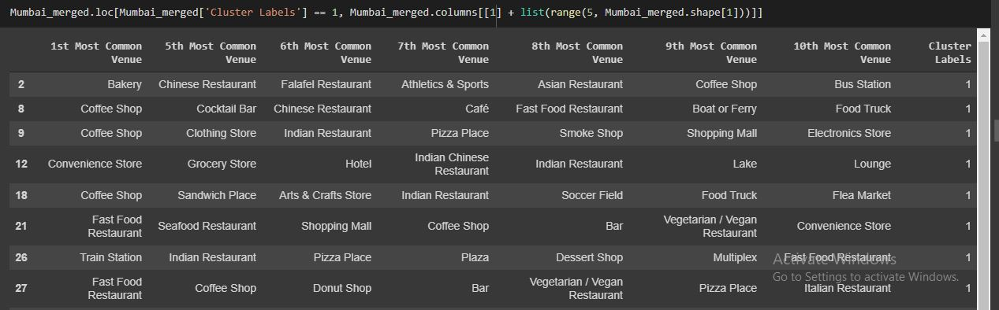 Mumbai_merged.loc[Mumbai_merged['Cluster Labels'] == 1, Mumbai_merged.columns[[1] + list(range(5, Mumbai_merged.shape[1]))]]
1st Most Common 5th Most Common 6th Most Common 7th Most Common 8th Most Common 9th Most Common 10th Most Common Cluster
Venue Venue Venue Venue Venue Venue Venue Labels
2 Bakery Chinese Restaurant Falafel Restaurant Athletics & Sports Asian Restaurant Coffee Shop Bus Station 1
8 Coffee Shop Cocktail Bar Chinese Restaurant Café Fast Food Restaurant Boat or Ferry Food Truck 1
9 Coffee Shop Clothing Store Indian Restaurant Pizza Place Smoke Shop Shopping Mall Electronics Store 1
12 Convenience Store Grocery Store Hotel Indian Chinese Restaurant Indian Restaurant Lake Lounge 1
18 Coffee Shop Sandwich Place Arts & Crafts Store Indian Restaurant Soccer Field Food Truck Flea Market 1
21 Fast Food Restaurant Seafood Restaurant Shopping Mall Coffee Shop Bar Vegetarian / Vegan Restaurant Convenience Store 1
26 Train Station Indian Restaurant Pizza Place Plaza Dessert Shop Multiplex Fast Food Restaurant 1
27 Fast Food Restaurant Coffee Shop Donut Shop Bar Vegetarian / Vegan Restaurant Pizza Place Italian Restaurant 1
Activate Windows
Go to Settings to activate Windows.